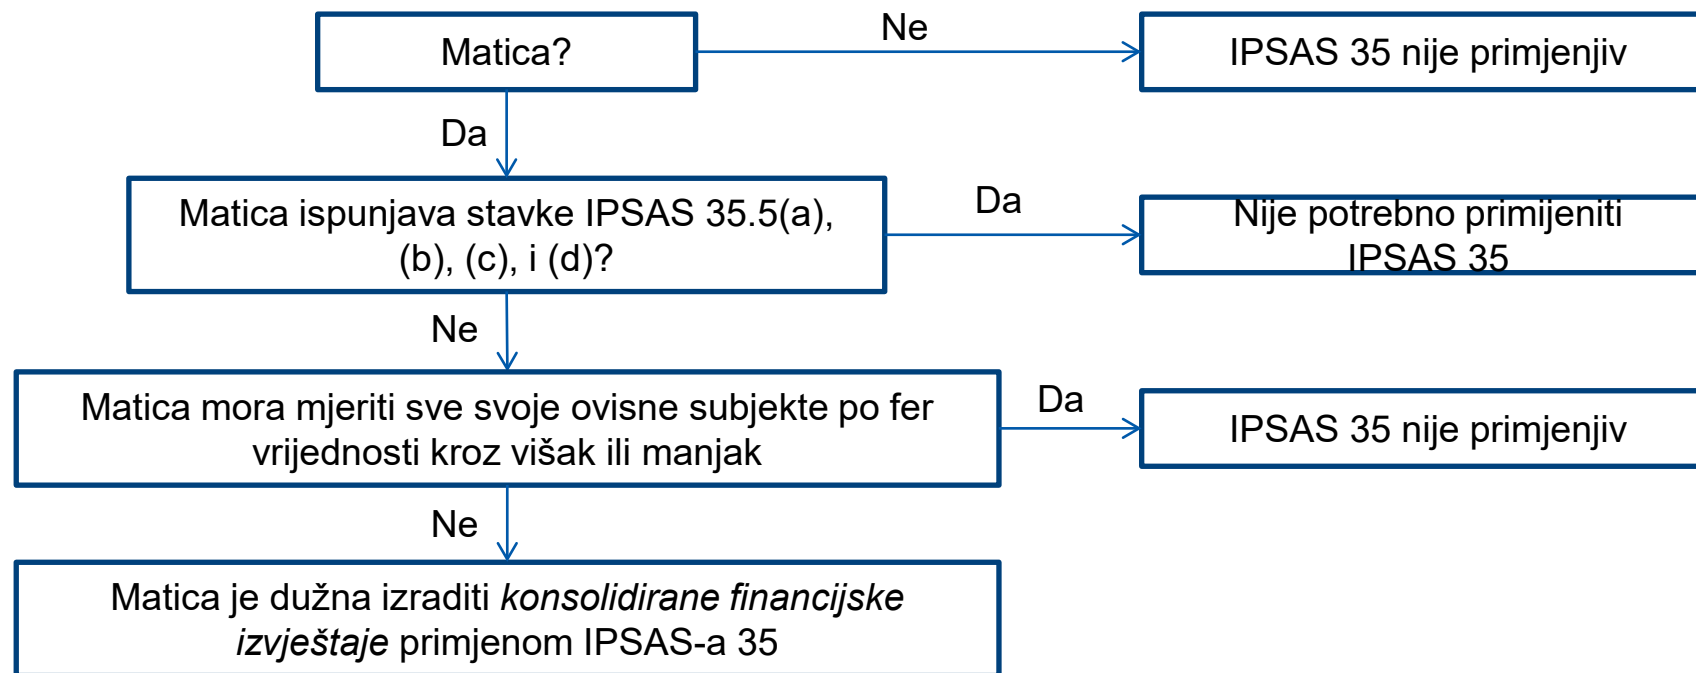 Matica?
Ne
IPSAS 35 nije primjenjiv
Da
Matica ispunjava stavke IPSAS 35.5(a),
(b), (c), i (d)?
Da
Nije potrebno primijeniti
IPSAS 35
Ne
Matica mora mjeriti sve svoje ovisne subjekte po fer
vrijednosti kroz višak ili manjak
Da
IPSAS 35 nije primjenjiv
Ne
Matica je dužna izraditi konsolidirane financijske
izvještaje primjenom IPSAS-a 35